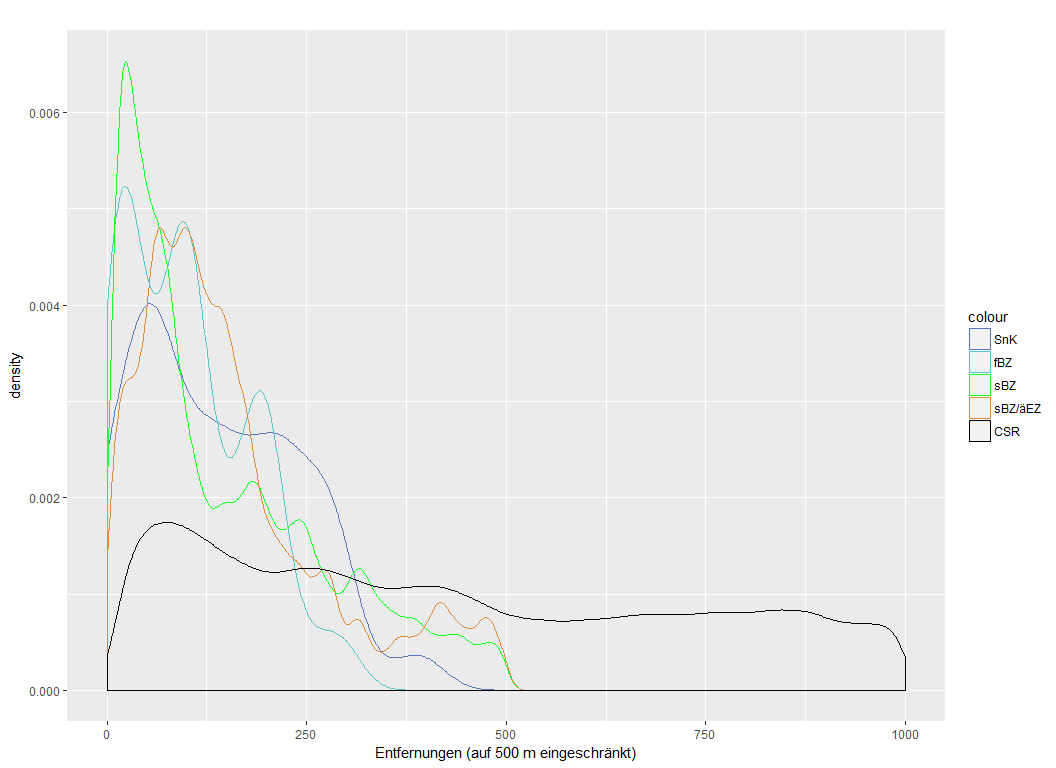 density
0.006
0.004
0.002
0.000
0
250
500
750
1000
Entfernungen (auf 500 m eingeschränkt)
colour
SnK
fBZ
sBZ
sBZ/äEZ
CSR